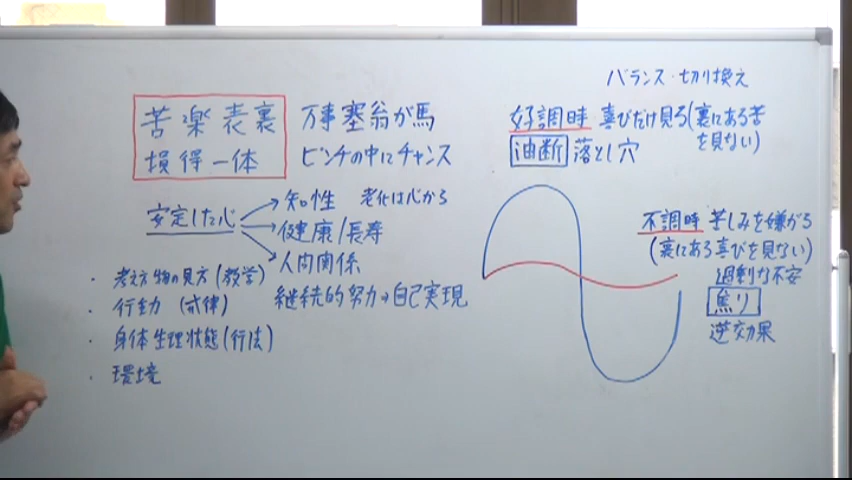 苦楽表裏
損得一体
万事塞翁が馬
ピンチの中にチャンス
安定した心
知性 老化は心から
健康/長寿
人間関係
継続的努力→自己実現
・考え方 物の見方(教学)
・行動 (戒律)
・身体 生理状態(行法)
・環境
バランス・切り換え
好調時 喜びだけ見る(裏にある苦
を見ない)
油断 落とし穴
不調時 苦しみを嫌がる
(裏にある喜びを見ない)
過剰な不安
焦り
逆効果